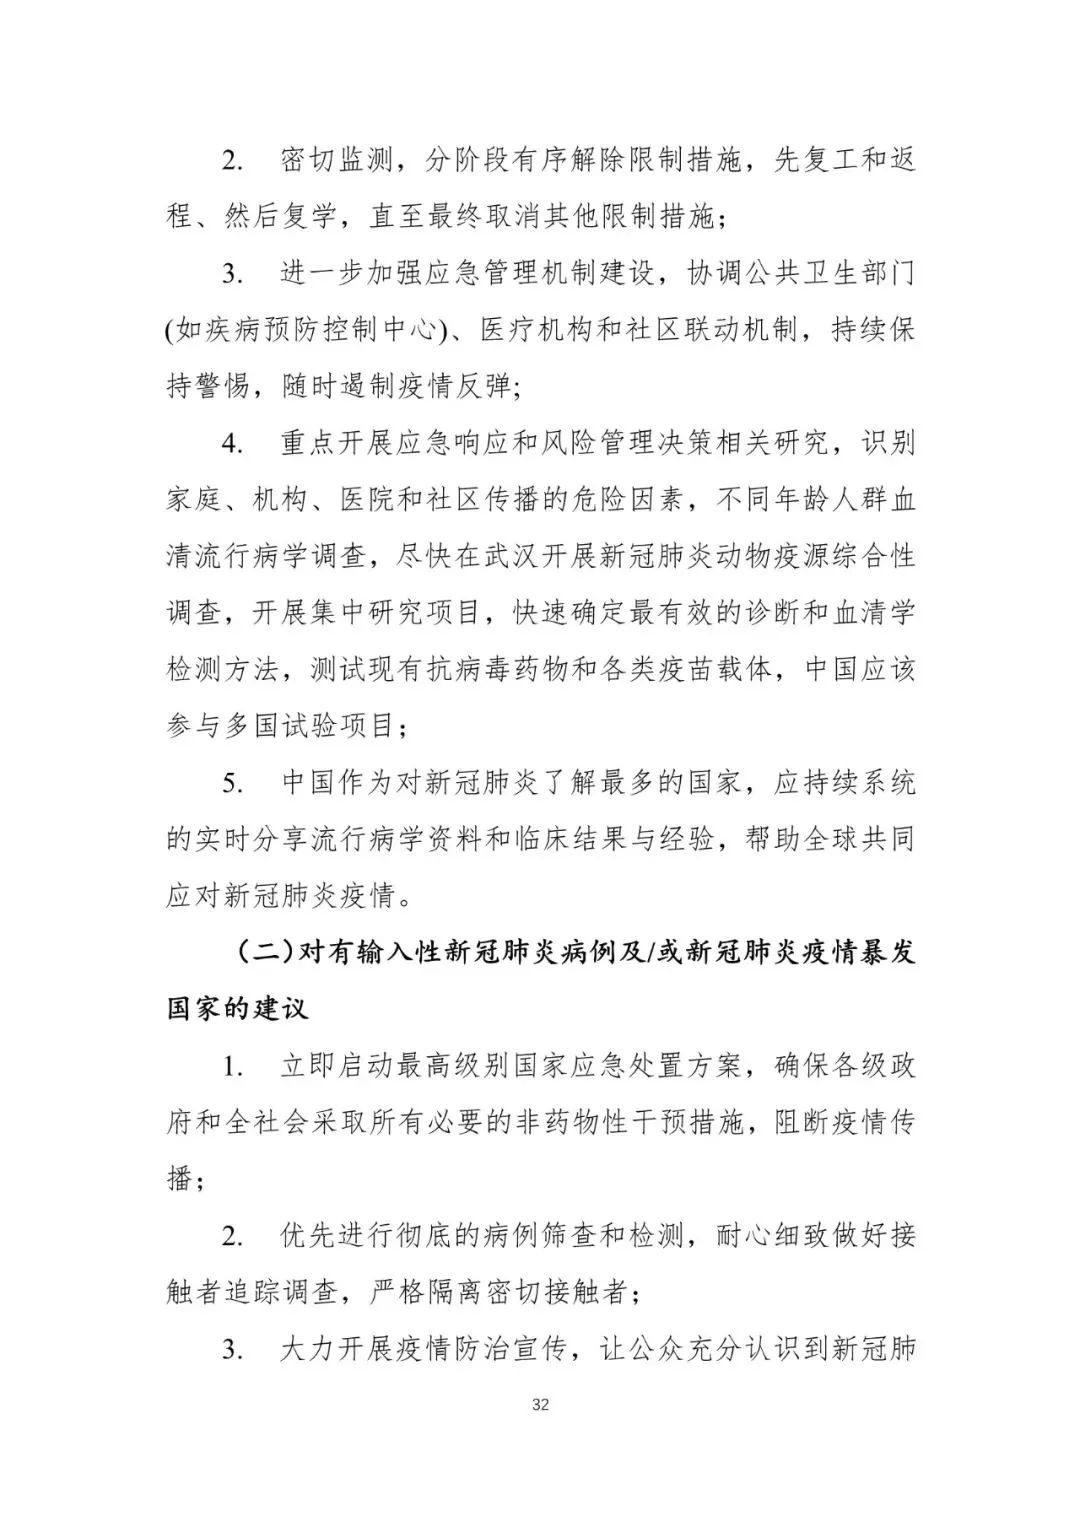 2. 密切监测，分阶段有序解除限制措施，先复工和返
程、然后复学，直至最终取消其他限制措施；
3. 进一步加强应急管理机制建设，协调公共卫生部门
(如疾病预防控制中心)、医疗机构和社区联动机制，持续保
持警惕，随时遏制疫情反弹;
4. 重点开展应急响应和风险管理决策相关研究，识别
家庭、机构、医院和社区传播的危险因素，不同年龄人群血
清流行病学调查，尽快在武汉开展新冠肺炎动物疫源综合性
调查，开展集中研究项目，快速确定最有效的诊断和血清学
检测方法，测试现有抗病毒药物和各类疫苗载体，中国应该
参与多国试验项目；
5. 中国作为对新冠肺炎了解最多的国家，应持续系统
的实时分享流行病学资料和临床结果与经验，帮助全球共同
应对新冠肺炎疫情。
（二）对有输入性新冠肺炎病例及/或新冠肺炎疫情暴发
国家的建议
1. 立即启动最高级别国家应急处置方案，确保各级政
府和全社会采取所有必要的非药物性干预措施，阻断疫情传
播；
2. 优先进行彻底的病例筛查和检测，耐心细致做好接
触者追踪调查，严格隔离密切接触者；
3. 大力开展疫情防治宣传，让公众充分认识到新冠肺
32